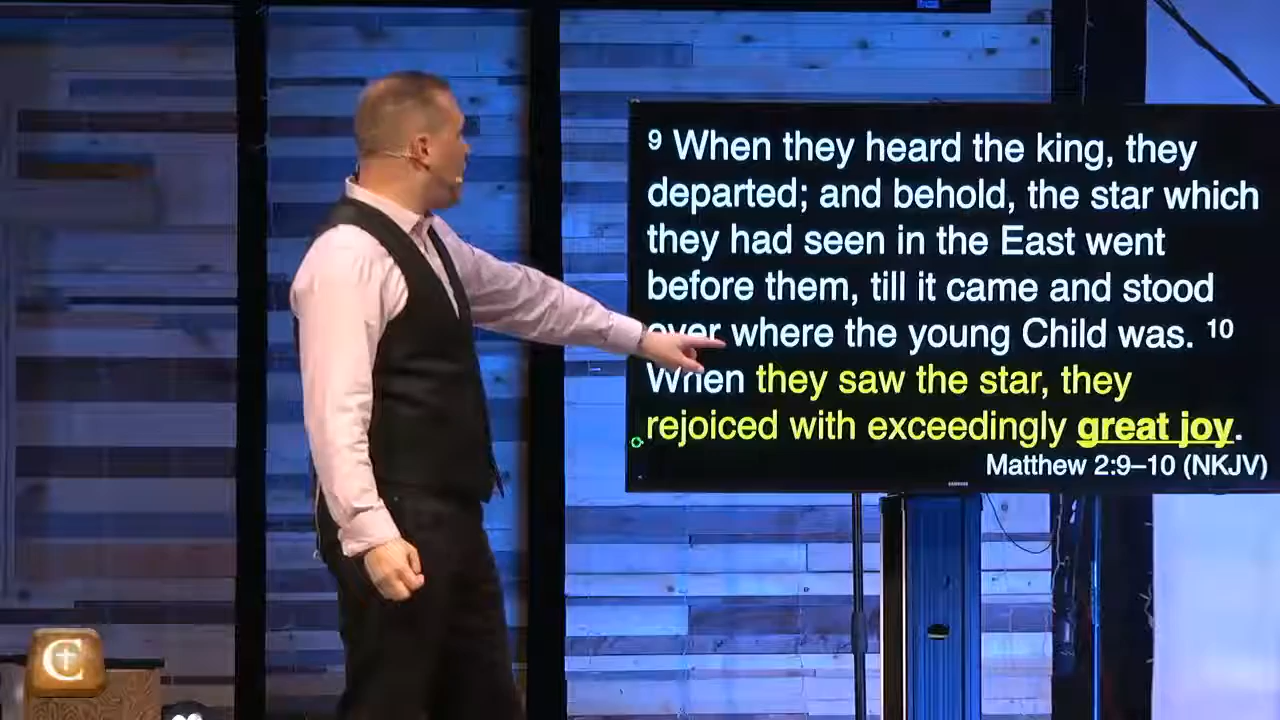 9 When they heard the king, they
departed; and behold, the star which
they had seen in the East went
before them, till it came and stood
over where the young Child was. 10
When they saw the star, they
rejoiced with exceedingly great joy.
Matthew 2:9–10 (NKJV)
SAMSUNG
C